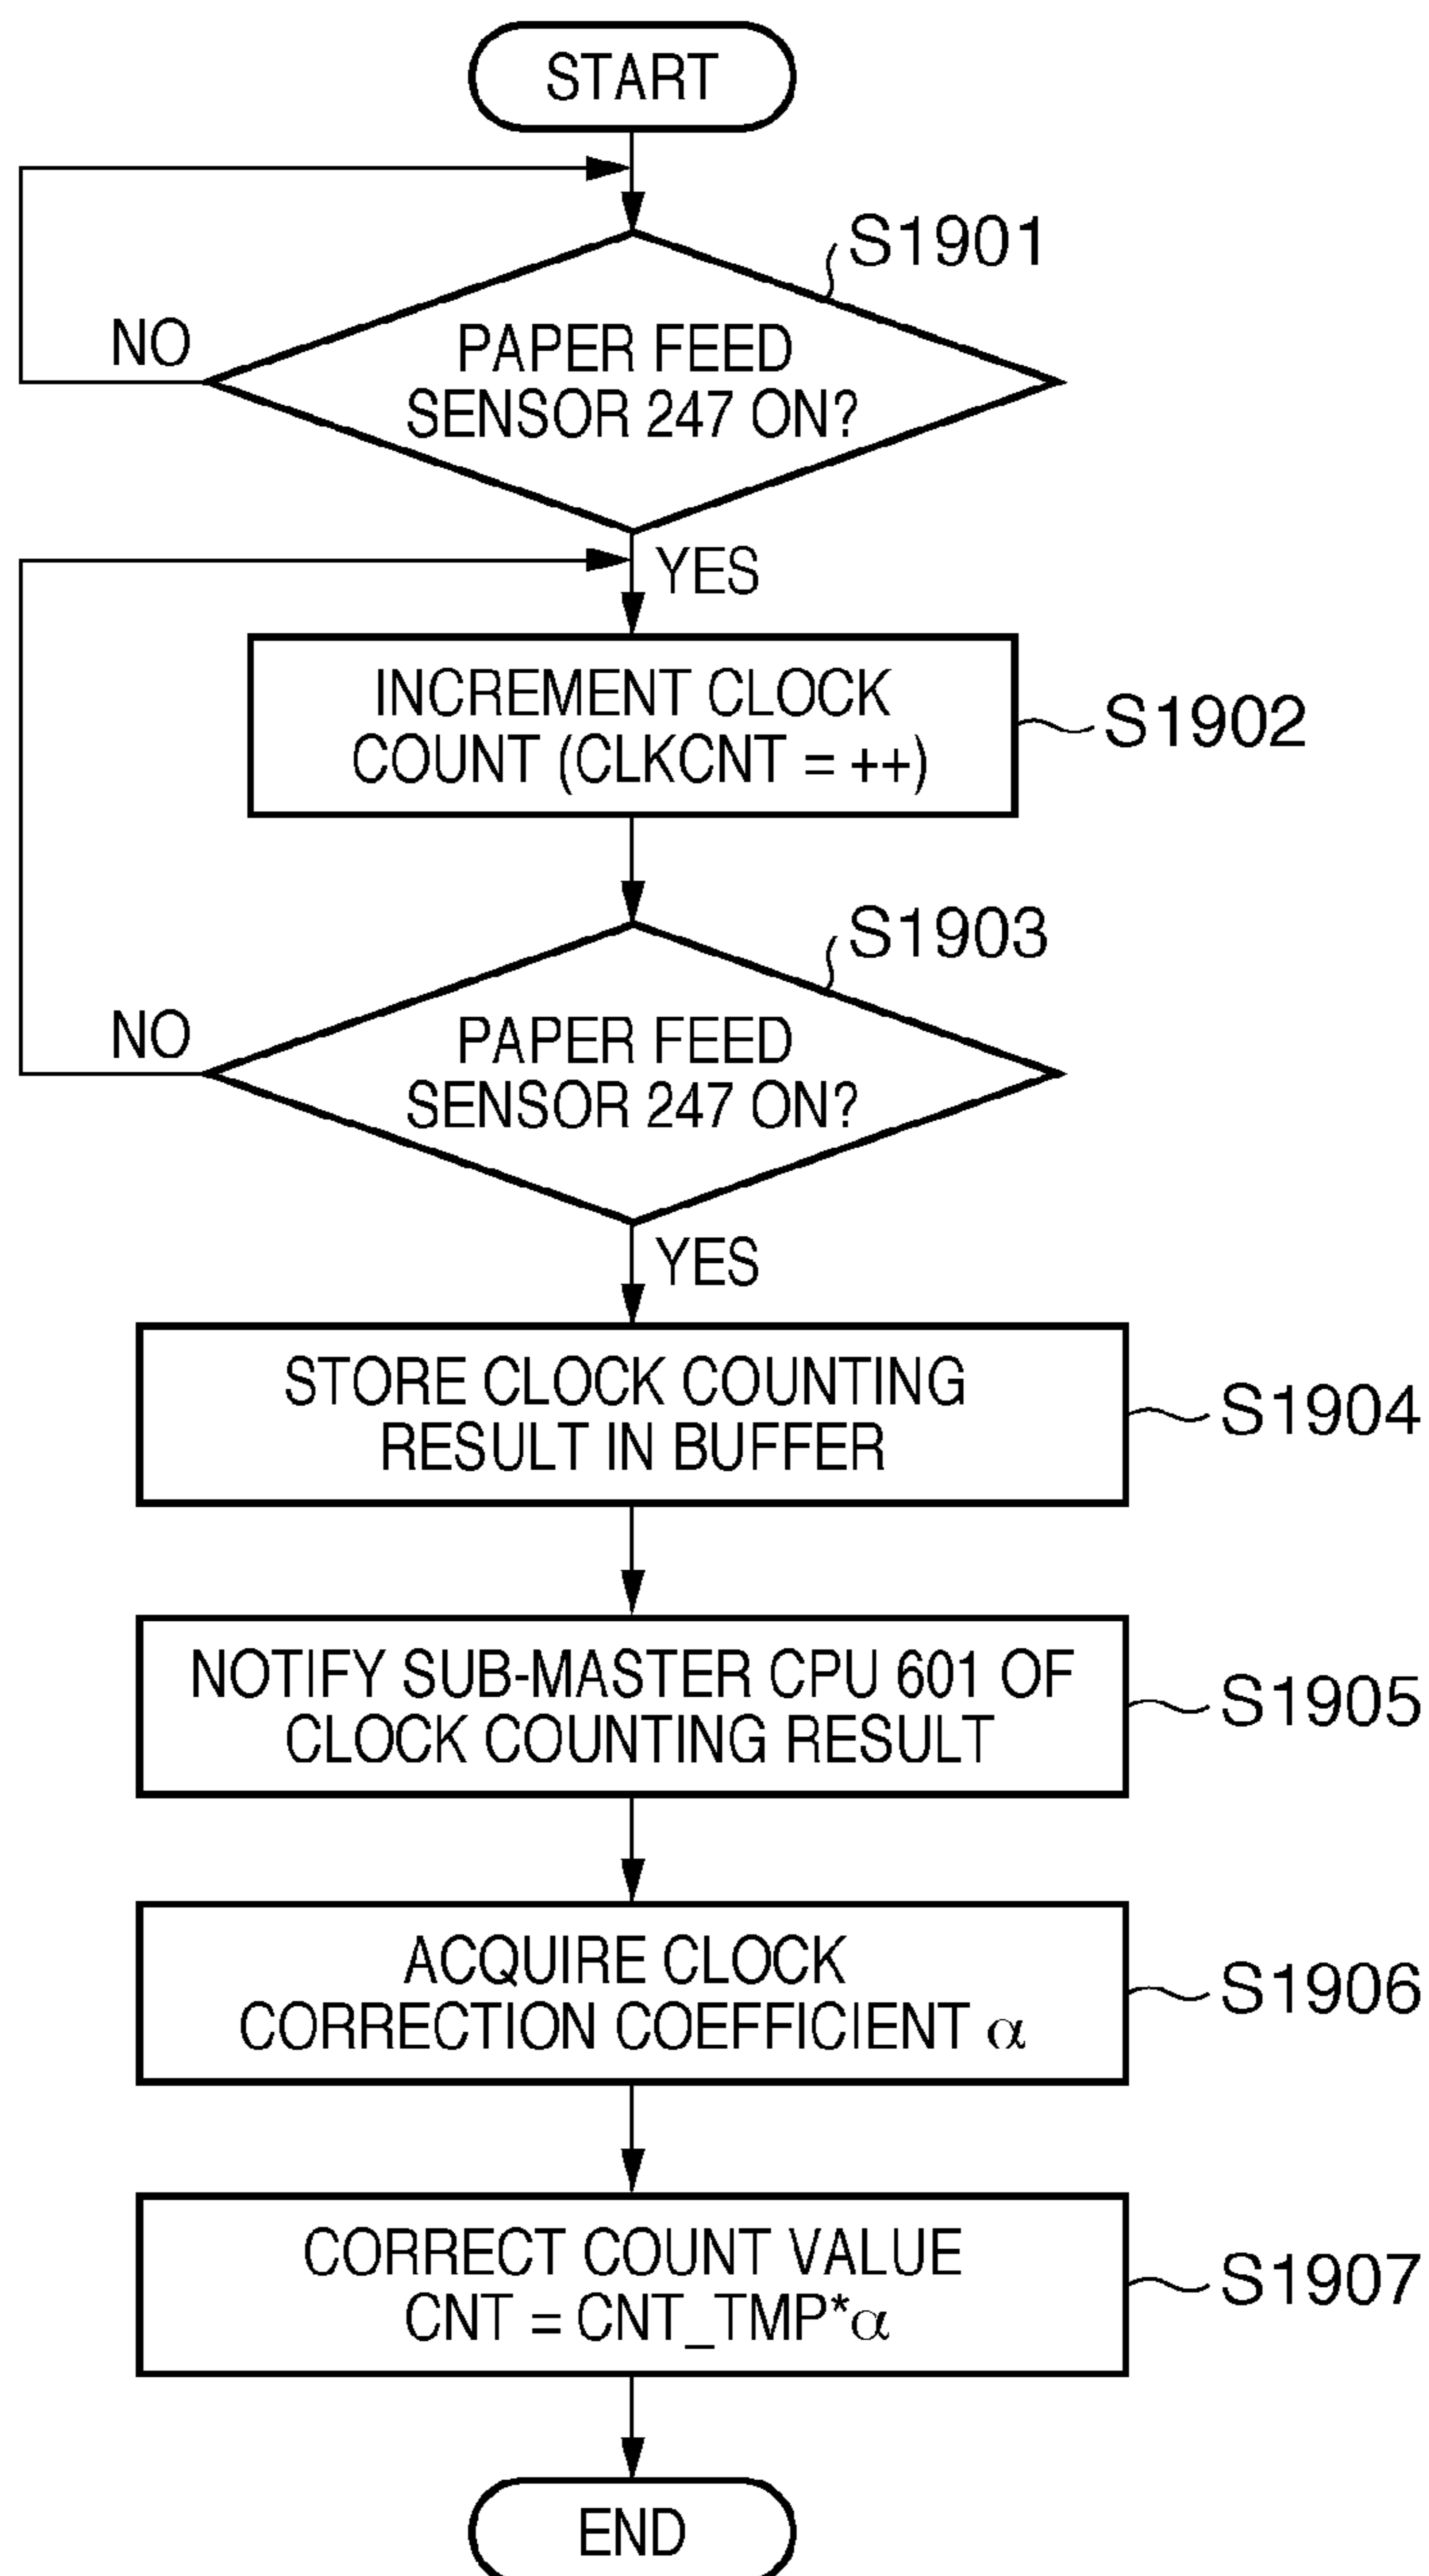 START
S1901
NO
PAPER FEED
SENSOR 247 ON?
YES
INCREMENT CLOCK
COUNT (CLKCNT = ++)
S1902
S1903
NO
PAPER FEED
SENSOR 247 ON?
YES
STORE CLOCK COUNTING
RESULT IN BUFFER
S1904
NOTIFY SUB-MASTER CPU 601 OF
CLOCK COUNTING RESULT
S1905
ACQUIRE CLOCK
CORRECTION COEFFICIENT α
S1906
CORRECT COUNT VALUE
CNT = CNT_TMP*α
S1907
END